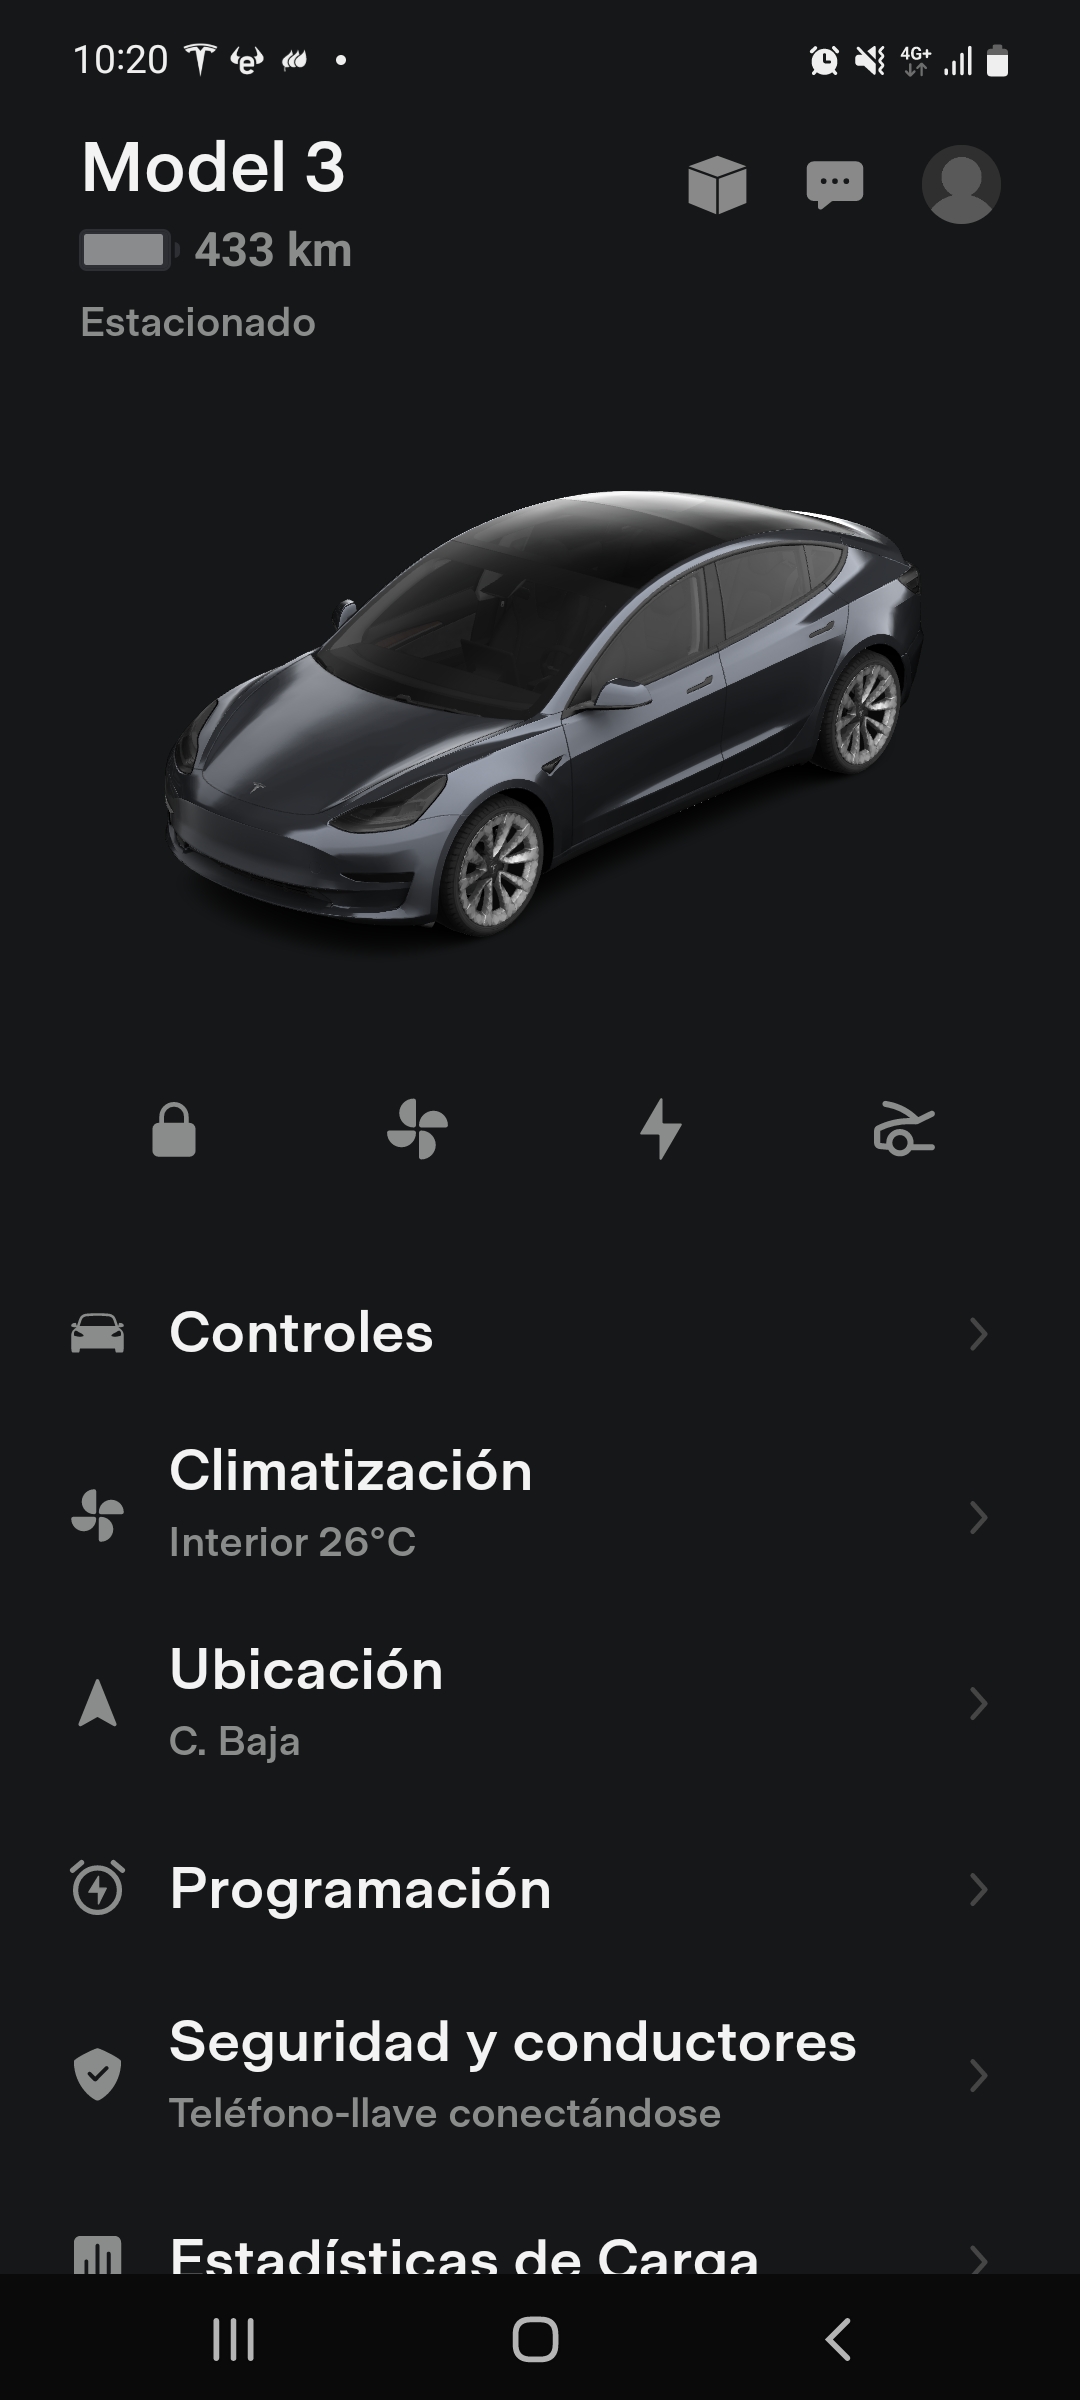 10:20
4G+
Model 3
433 km
Estacionado
Controles
Climatización
Interior 26°C
Ubicación
C. Baja
Programación
Seguridad y conductores
Teléfono-llave conectándose
Estadísticas de Carga